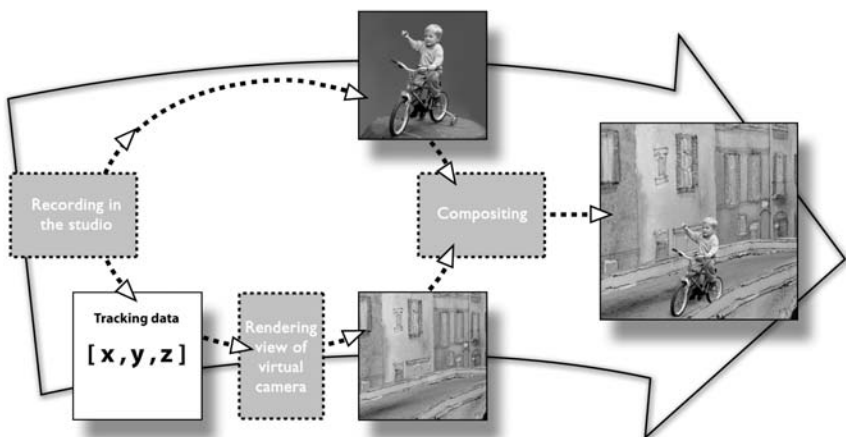 Recording in
the studio
Compositing
Tracking data
[x,y,z]
Rendering
view of
virtual
camera